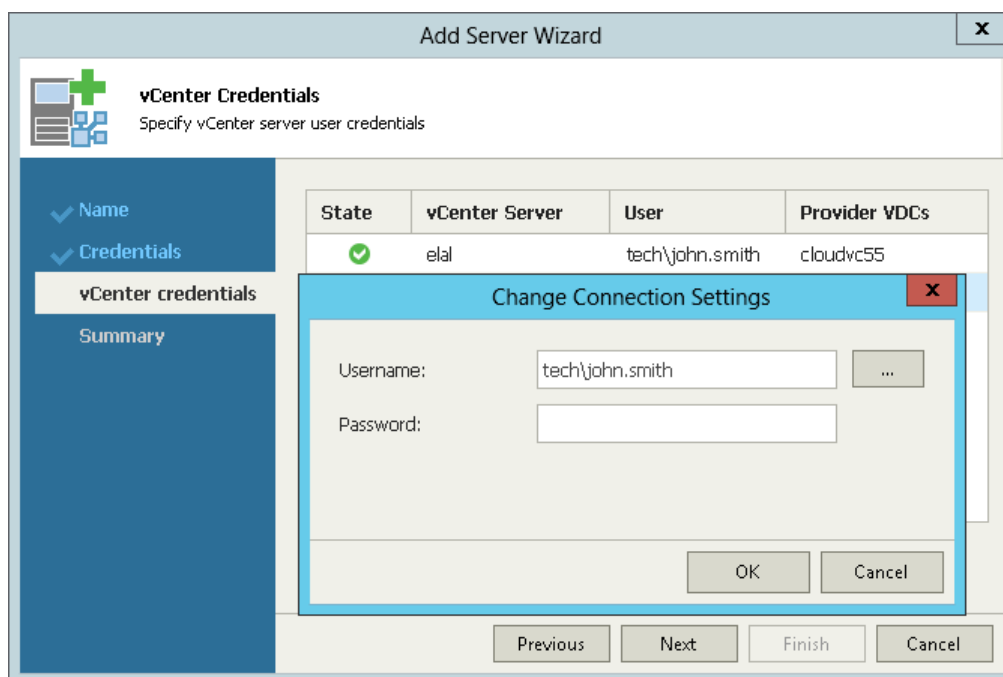 Add Server Wizard
x
vCenter Credentials
Specify vCenter server user credentials
Name
Credentials
vCenter credentials
Summary
State vCenter Server User Provider VDCs
elal tech\john.smith cloudvc55
Change Connection Settings
x
Username: tech\john.smith ...
Password:
OK Cancel
Previous Next Finish Cancel